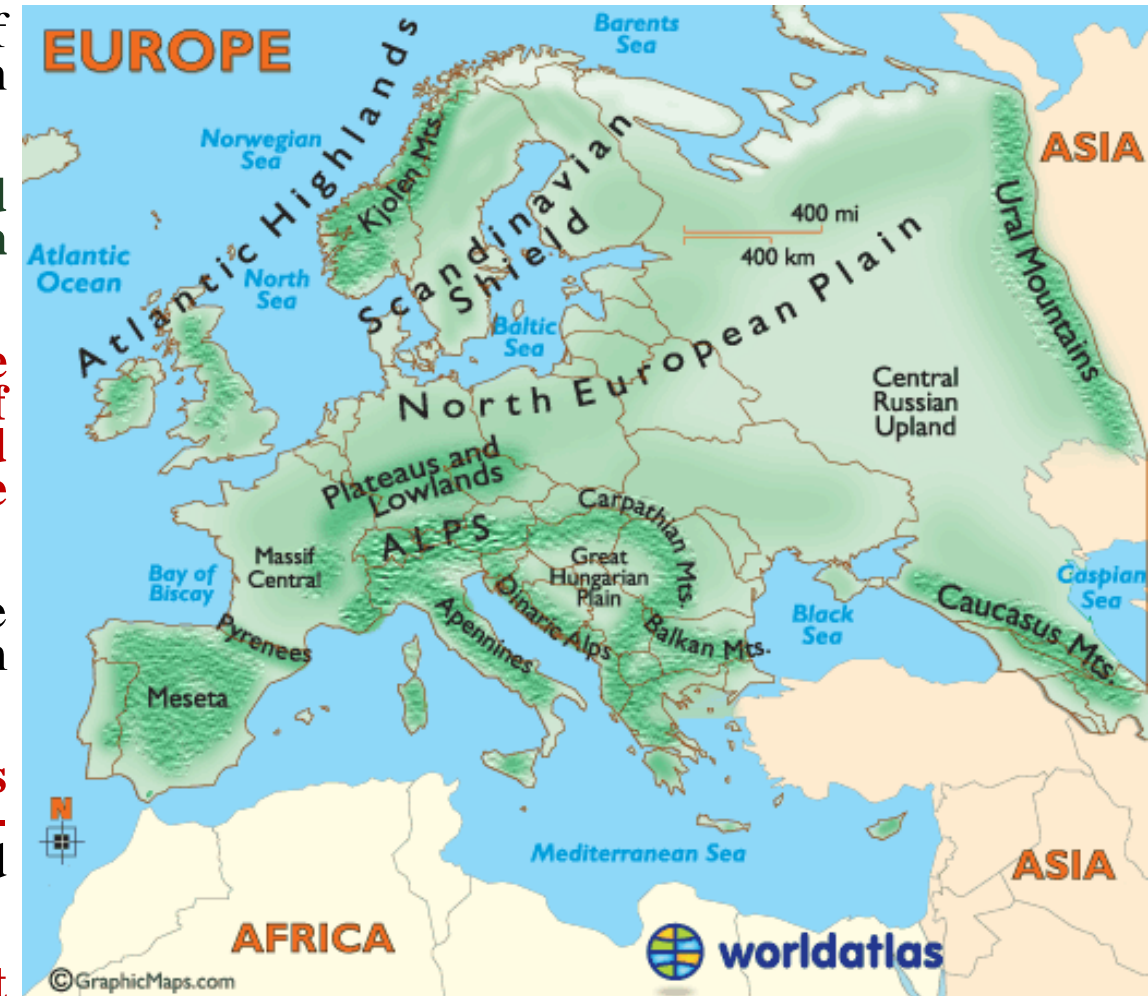 EUROPE
Barents
Sea
Norwegian
Sea
Atlantic Highlands
Kjolen Mts.
ASIA
Scandinavian
Shield
Ural Mountains
400 mi
400 km
Atlantic
Ocean
North
Sea
Baltic
Sea
North European Plain
Central
Russian
Upland
Plateaus and
Lowlands
Carpathian Mts.
ALPS
Massif
Central
Great
Hungarian
Plain
Bay of
Biscay
Caspian
Sea
Dinaric Alps
Apennines
Black
Sea
Caucasus Mts.
Pyrenees
Balkan Mts.
Meseta
N
Mediterranean Sea
ASIA
AFRICA
worldatlas
©GraphicMaps.com